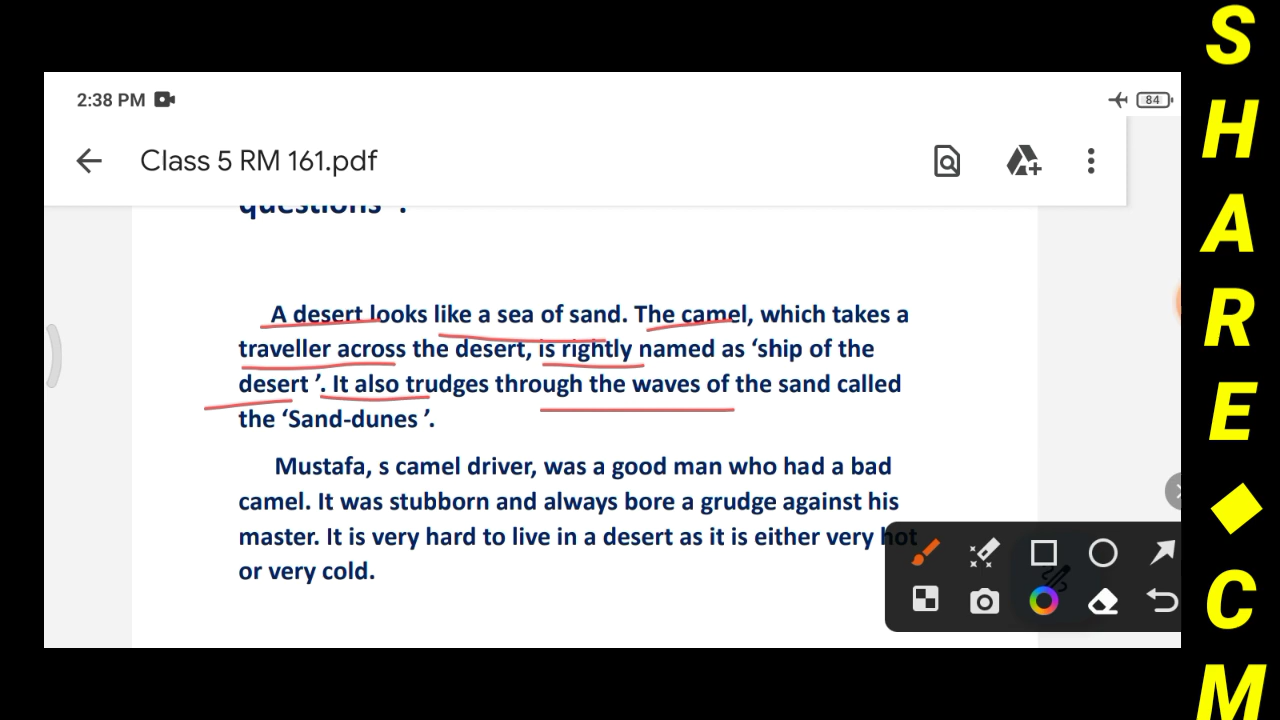 2:38 PM
84
Class 5 RM 161.pdf
questions ’ .
A desert looks like a sea of sand. The camel, which takes a
traveller across the desert, is rightly named as ‘ship of the
desert ’. It also trudges through the waves of the sand called
the ‘Sand-dunes ’.
Mustafa, s camel driver, was a good man who had a bad
camel. It was stubborn and always bore a grudge against his
master. It is very hard to live in a desert as it is either very hot
or very cold.
SHARE◆CM